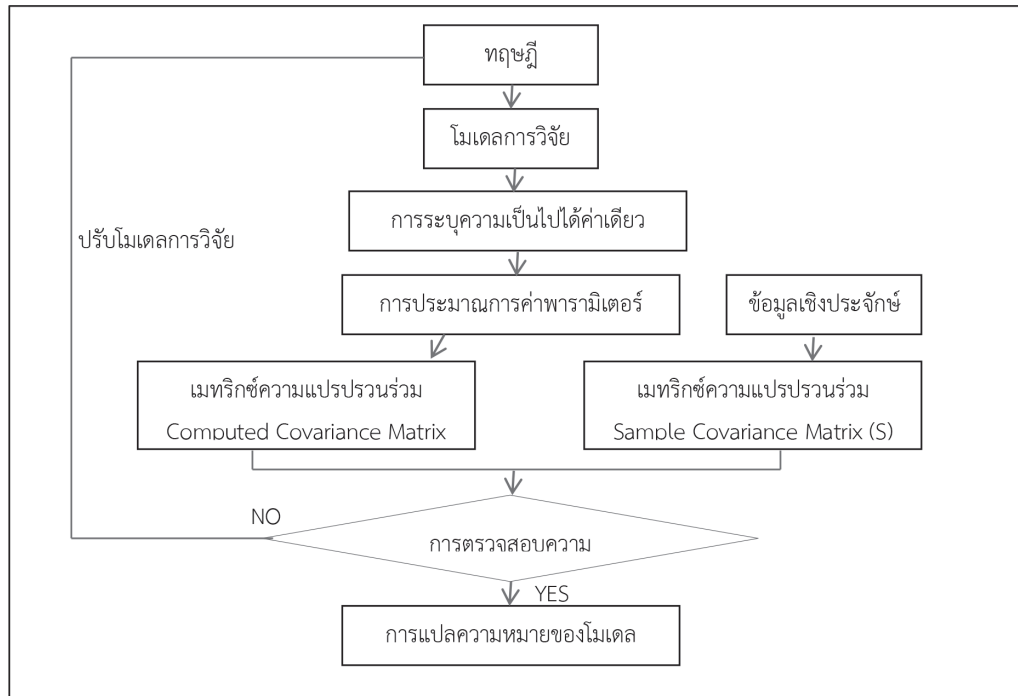 ทฤษฎี
โมเดลการวิจัย
การระบุความเป็นไปได้ค่าเดียว
ปรับโมเดลการวิจัย
การประมาณการค่าพารามิเตอร์
ข้อมูลเชิงประจักษ์
เมทริกซ์ความแปรปรวนร่วม
Computed Covariance Matrix
เมทริกซ์ความแปรปรวนร่วม
Sample Covariance Matrix (S)
NO
การตรวจสอบความ
YES
การแปลความหมายของโมเดล